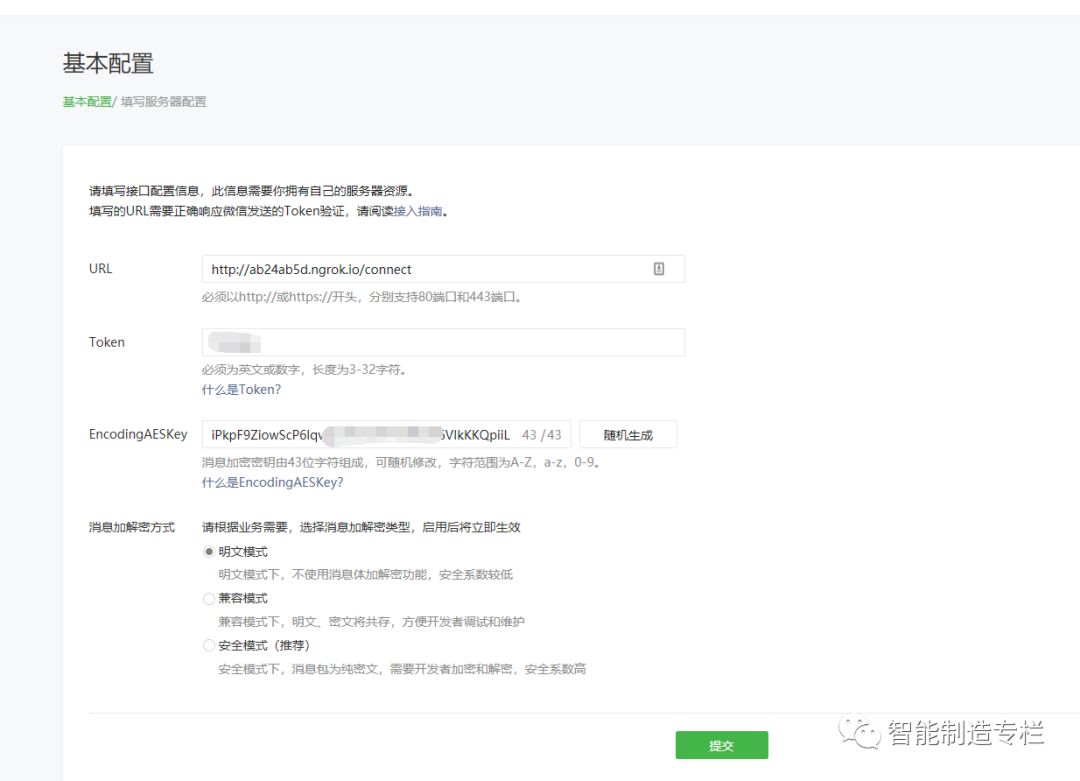 基本配置
基本配置/ 填写服务器配置
请填写接口配置信息，此信息需要你拥有自己的服务器资源。
填写的URL需要正确响应微信发送的Token验证，请阅读接入指南。
URL http://ab24ab5d.ngrok.io/connect
必须以http://或https://开头，分别支持80端口和443端口。
Token
必须为英文或数字，长度为3-32字符。
什么是Token?
EncodingAESKey iPkpF9ZiowScP6Iqv VIkKKQpiiL 43 /43 随机生成
消息加密密钥由43位字符组成，可随机修改，字符范围为A-Z，a-z，0-9。
什么是EncodingAESKey?
消息加解密方式 请根据业务需要，选择消息加解密类型，启用后将立即生效
明文模式
明文模式下，不使用消息体加解密功能，安全系数较低
兼容模式
兼容模式下，明文、密文将共存，方便开发者调试和维护
安全模式（推荐）
安全模式下，消息包为纯密文，需要开发者加密和解密，安全系数高
提交
智能制造专栏